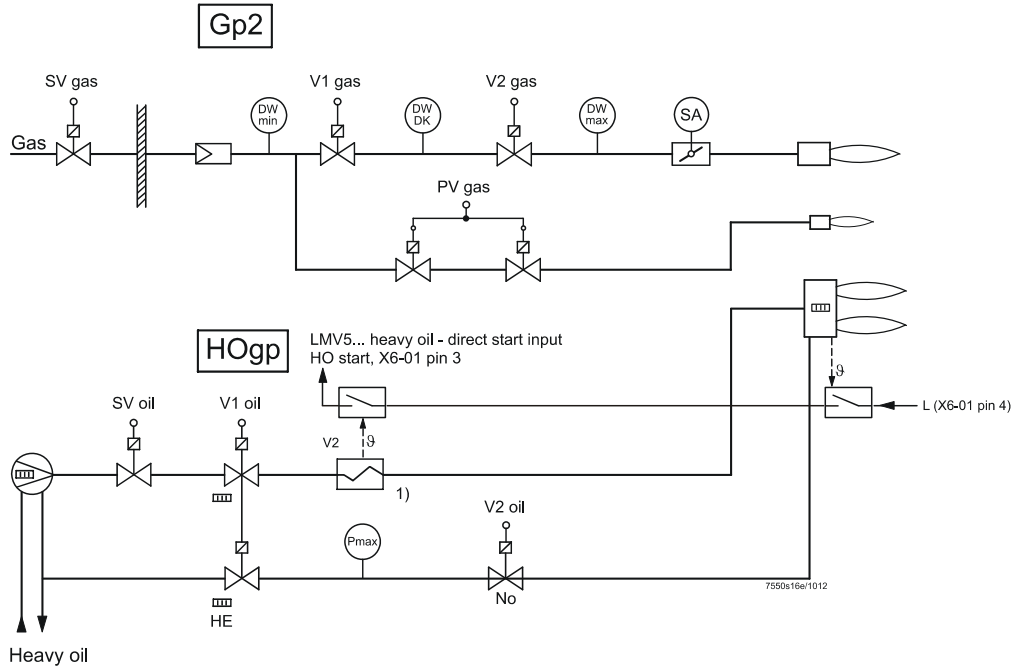 Gp2
SV gas
V1 gas
V2 gas
DW
min
DW
DK
DW
max
SA
Gas
PV gas
HOgp
LMV5... heavy oil - direct start input
HO start, X6-01 pin 3
ϑ
L (X6-01 pin 4)
SV oil
V1 oil
V2
ϑ
1)
V2 oil
Pmax
No
7550s16e/1012
HE
Heavy oil